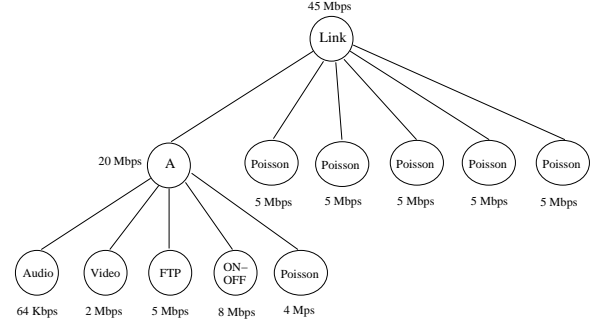 45 Mbps
Link
20 Mbps
A
Poisson
Poisson
Poisson
Poisson
Poisson
5 Mbps
5 Mbps
5 Mbps
5 Mbps
5 Mbps
Audio
Video
FTP
ON–
OFF
Poisson
64 Kbps
2 Mbps
5 Mbps
8 Mbps
4 Mps